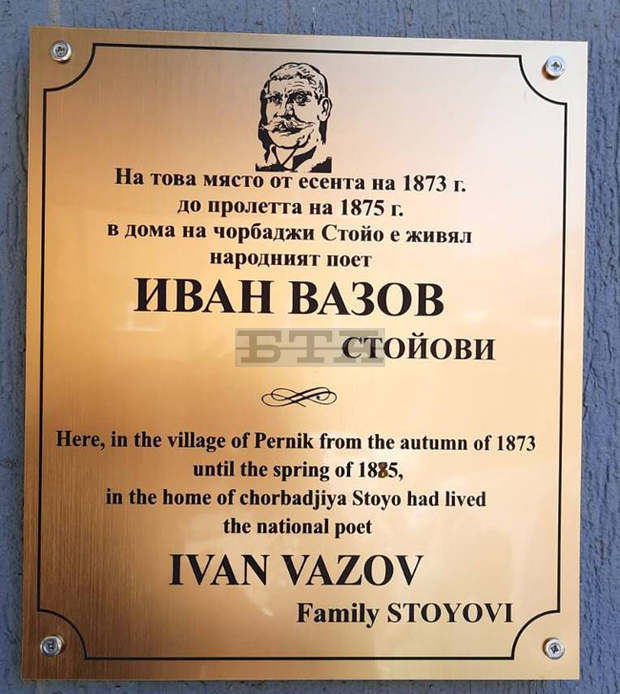 На това място от есента на 1873 г.
до пролетта на 1875 г.
в дома на чорбаджи Стойо е живял
народният поет
ИВАН ВАЗОВ
БТА
СТОЙОВИ
Here, in the village of Pernik from the autumn of 1873
until the spring of 1875,
in the home of chorbadjiya Stoyo had lived
the national poet
IVAN VAZOV
Family STOYOVI